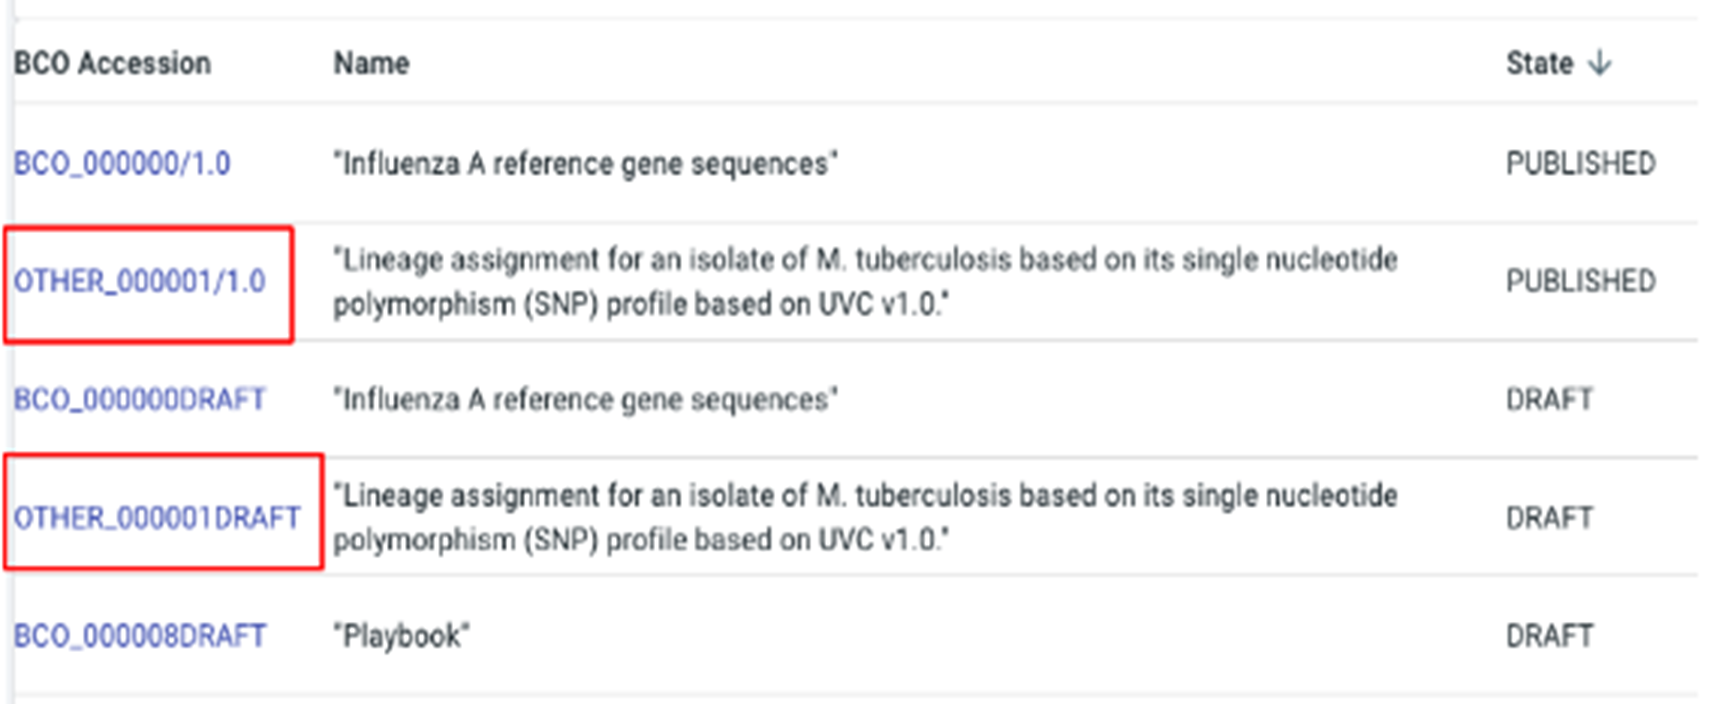 BCO Accession Name State ↓
BCO_000000/1.0 "Influenza A reference gene sequences" PUBLISHED
OTHER_000001/1.0 "Lineage assignment for an isolate of M. tuberculosis based on its single nucleotide
polymorphism (SNP) profile based on UVC v1.0." PUBLISHED
BCO_000000DRAFT "Influenza A reference gene sequences" DRAFT
OTHER_000001DRAFT "Lineage assignment for an isolate of M. tuberculosis based on its single nucleotide
polymorphism (SNP) profile based on UVC v1.0." DRAFT
BCO_000008DRAFT "Playbook" DRAFT